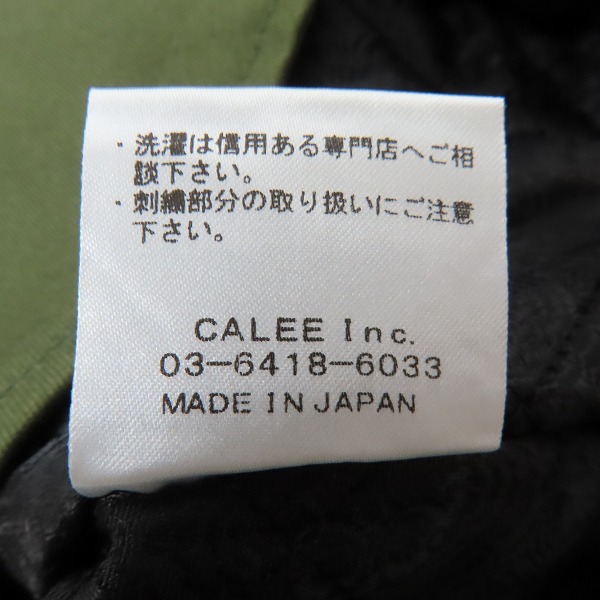 ・洗濯は信用ある専門店へご相
談下さい。
・刺繍部分の取り扱いにご注意
下さい。
CALEE Inc.
03-6418-6033
MADE IN JAPAN